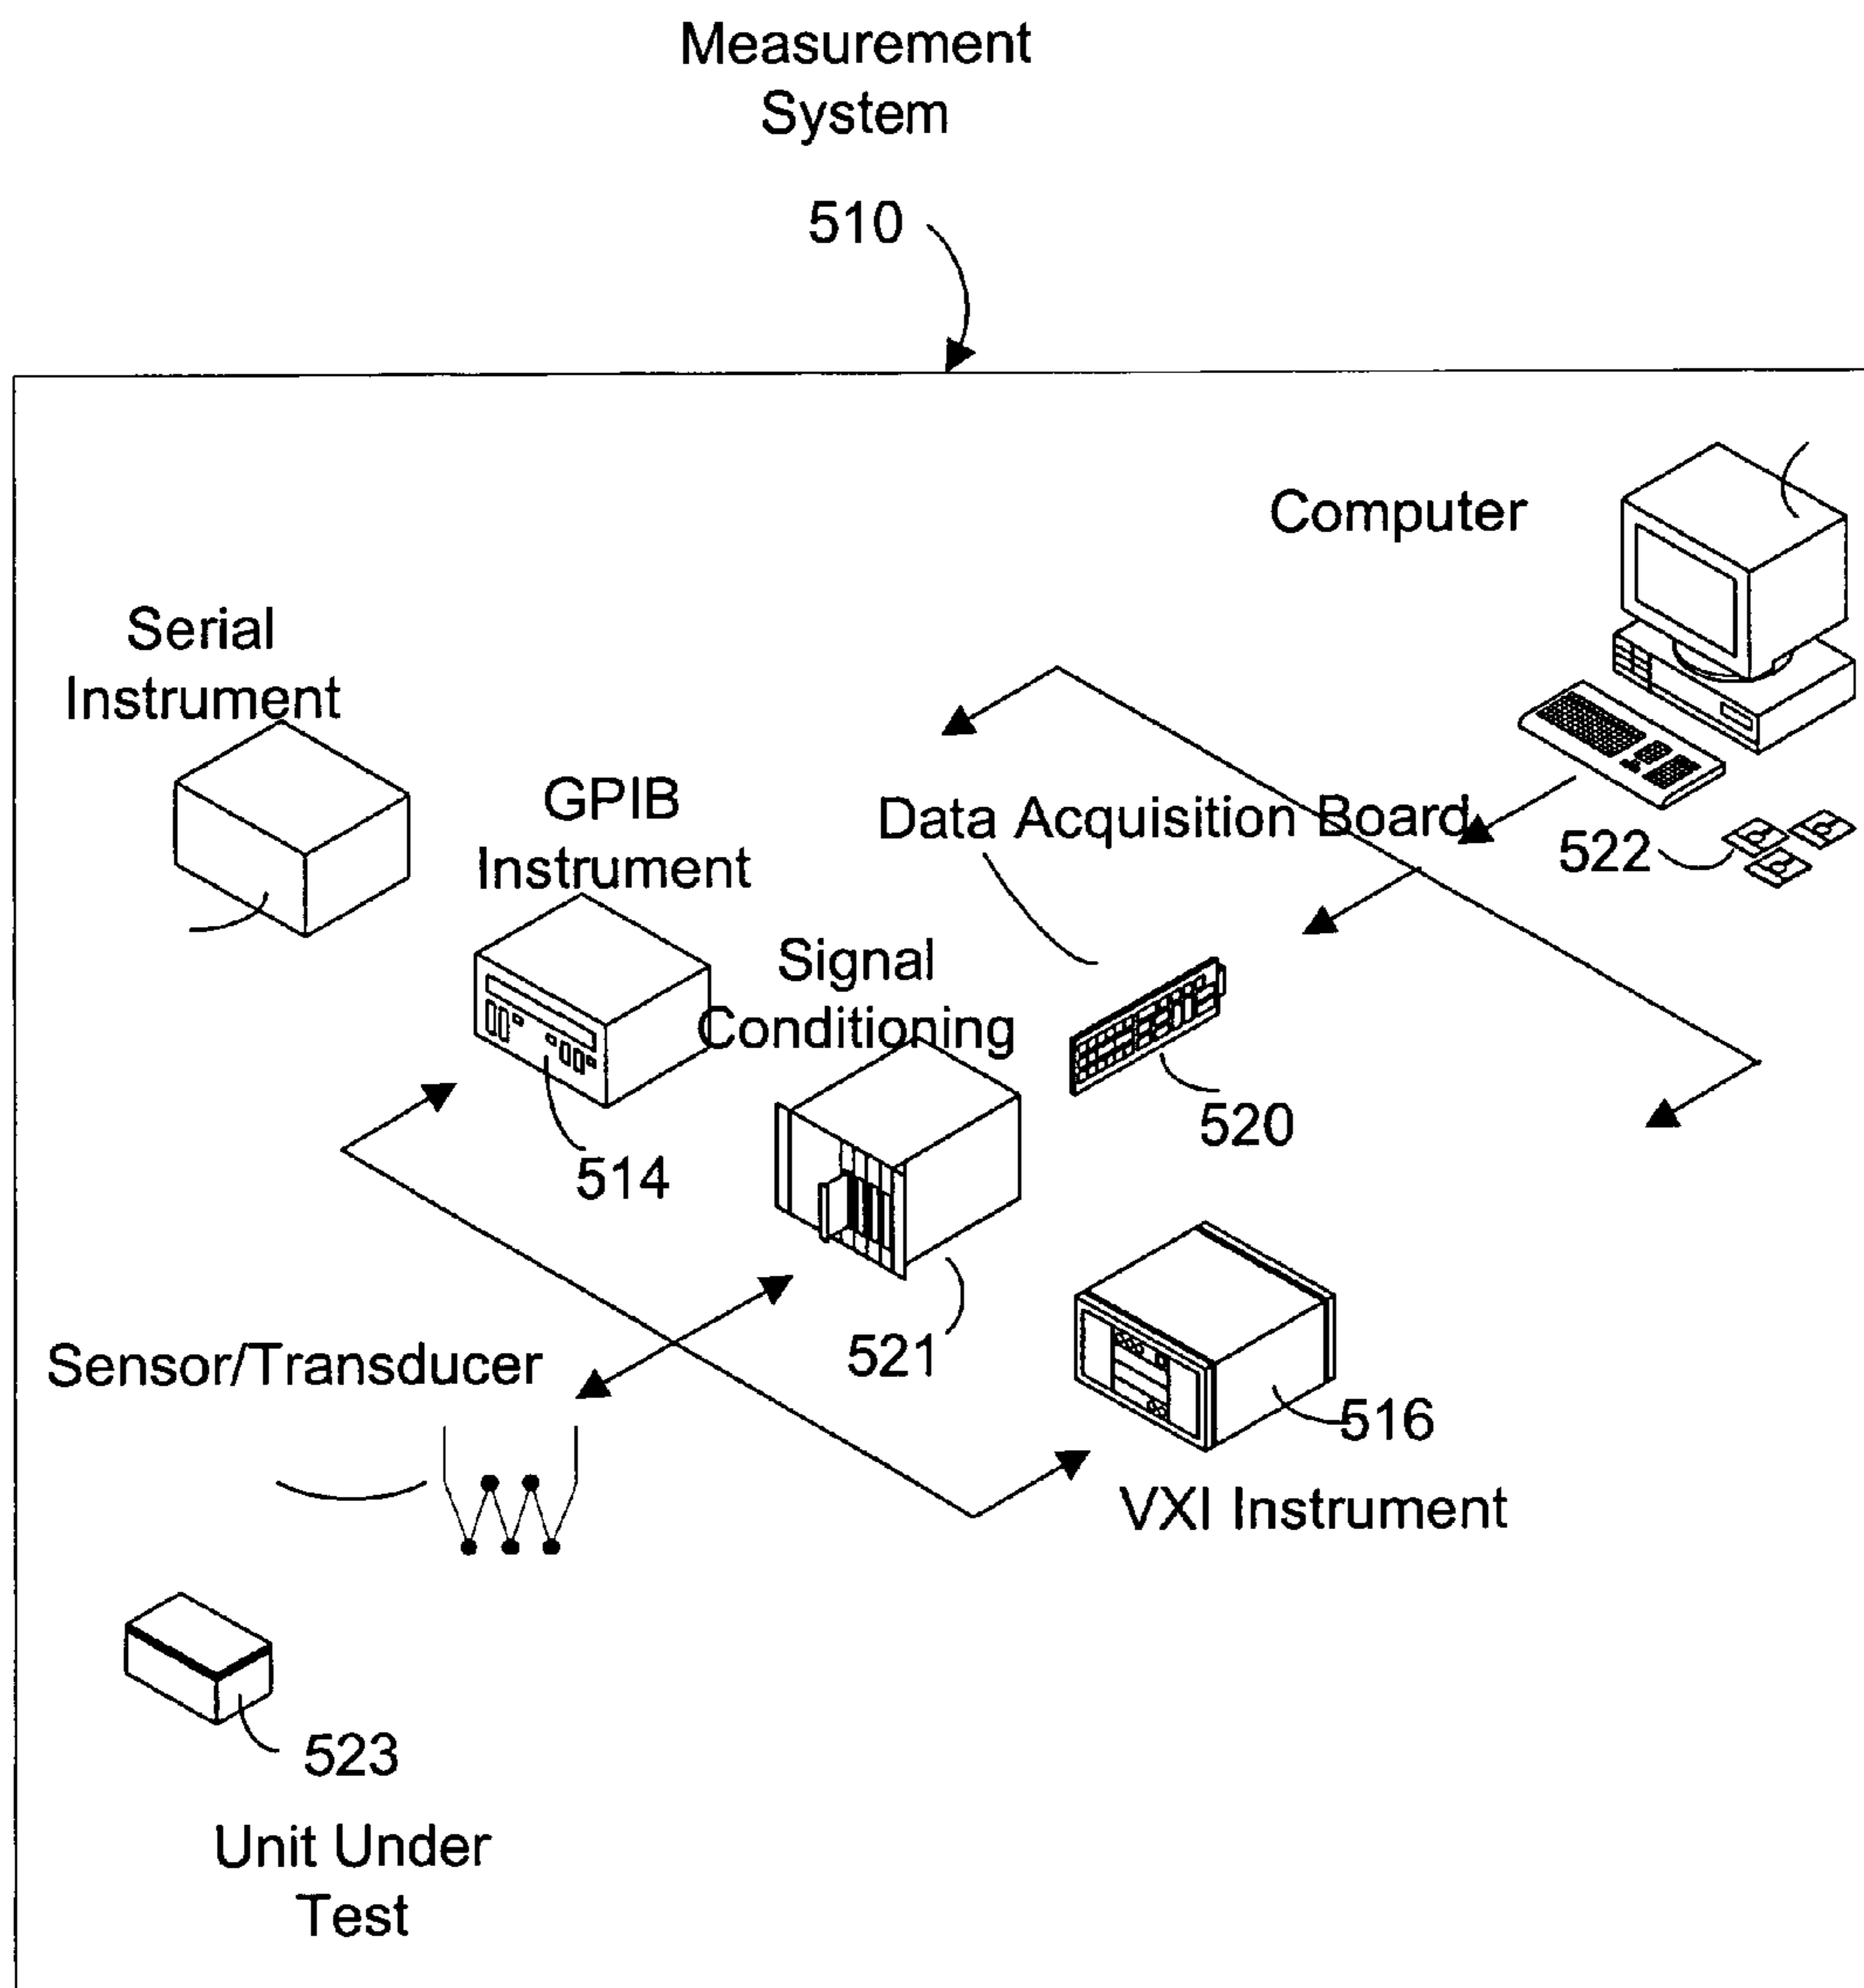 Measurement
System
510
Computer
Serial
Instrument
GPIB
Instrument
Data Acquisition Board
522
Signal
Conditioning
520
514
521
Sensor/Transducer
516
VXI Instrument
523
Unit Under
Test